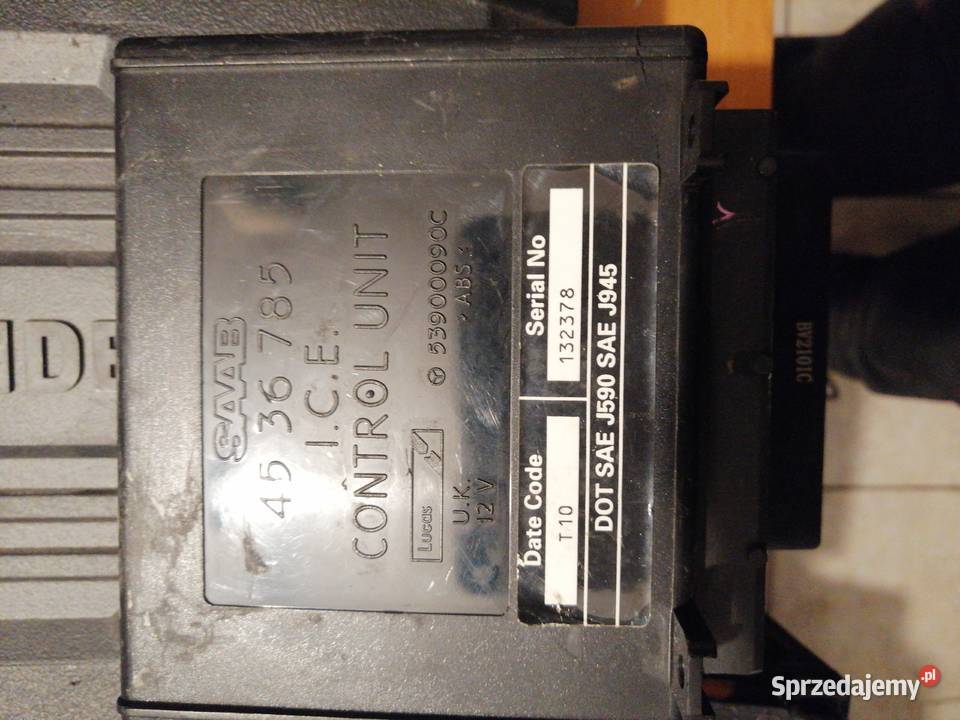 SAAB
45 36 785
I.C.E.
CONTROL UNIT
Lucas
U.K.
12 V
53900090C
ABS
Date Code
T10
Serial No
132378
DOT SAE J590 SAE J945
BV2101C
Sprzedajemy.pl